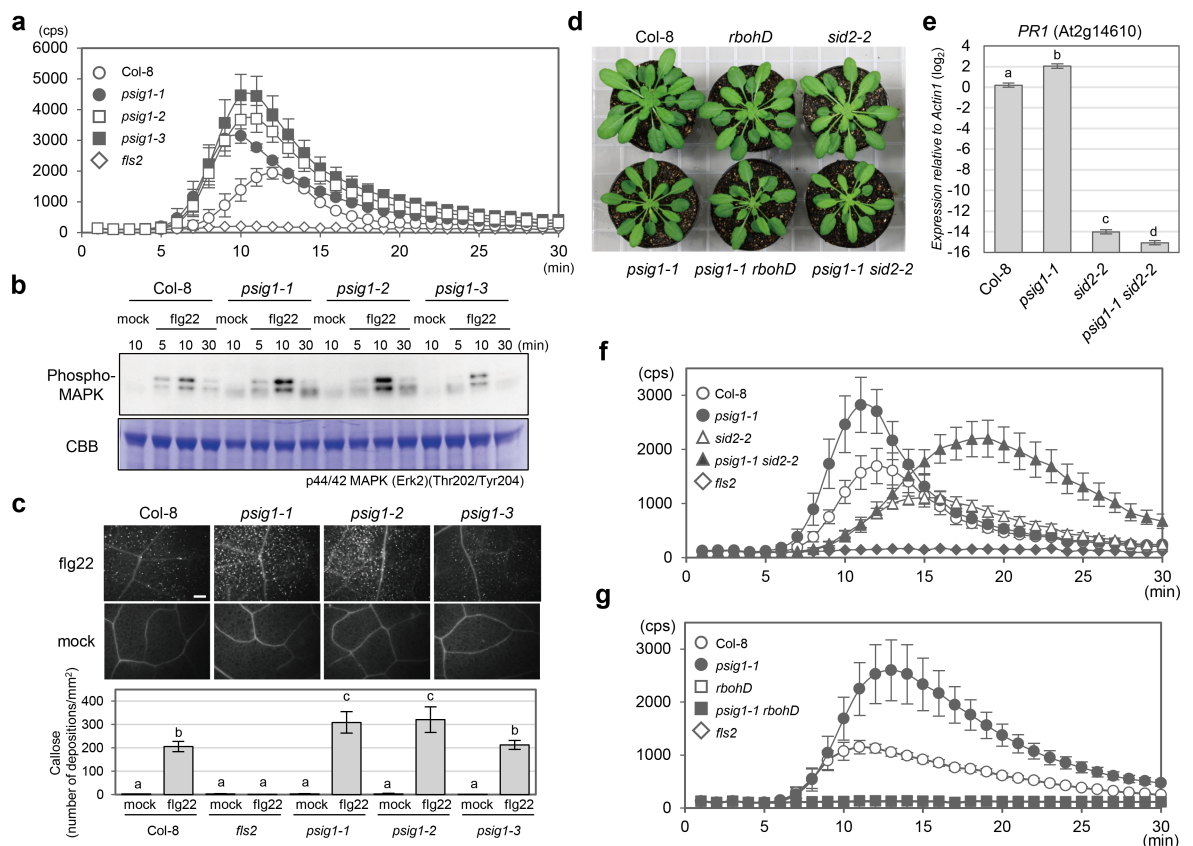 a
(cps)
6000
5000
4000
3000
2000
1000
0
Col-8
psig1-1
psig1-2
psig1-3
fls2
0 5 10 15 20 25 30
(min)
b
Col-8 psig1-1 psig1-2 psig1-3
mock flg22 mock flg22 mock flg22 mock flg22
10 5 10 30 10 5 10 30 10 5 10 30 10 5 10 30 (min)
Phospho-
MAPK
CBB
p44/42 MAPK (Erk2)(Thr202/Tyr204)
c
Col-8 psig1-1 psig1-2 psig1-3
flg22
mock
Callose
(number of depositions/mm²)
400
300
200
100
0
a b a a a c a c a b
mock flg22 mock flg22 mock flg22 mock flg22 mock flg22
Col-8 fls2 psig1-1 psig1-2 psig1-3
d
Col-8 rbohD sid2-2
psig1-1 psig1-1 rbohD psig1-1 sid2-2
e
PR1 (At2g14610)
Expression relative to Actin1 (log₂)
4
2
0
-2
-4
-6
-8
-10
-12
-14
-16
a b c d
Col-8
psig1-1
sid2-2
psig1-1 sid2-2
f
(cps)
3000
2000
1000
0
Col-8
psig1-1
sid2-2
psig1-1 sid2-2
fls2
0 5 10 15 20 25 30
(min)
g
(cps)
3000
2000
1000
0
Col-8
psig1-1
rbohD
psig1-1 rbohD
fls2
0 5 10 15 20 25 30
(min)